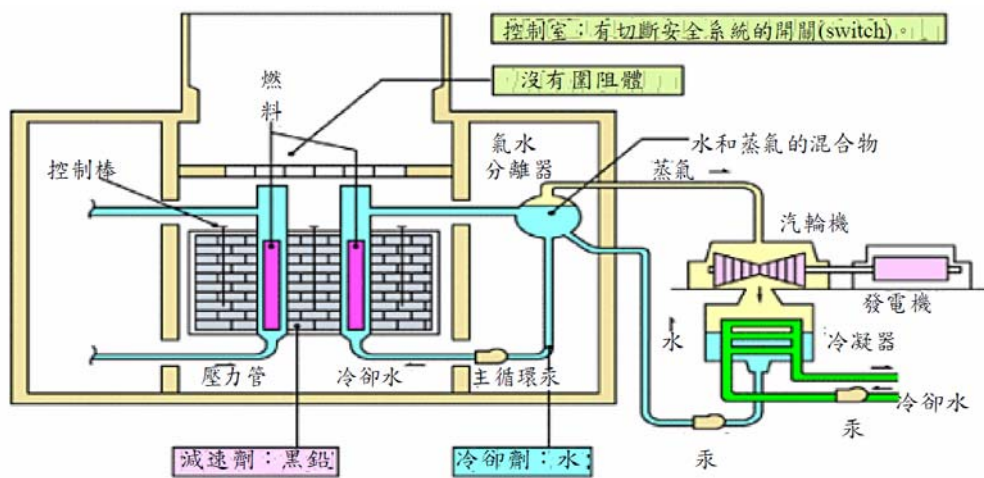 控制室：有切斷安全系統的開關(switch)。
沒有圍阻體
燃
料
氣水
分離器
水和蒸氣的混合物
蒸氣
控制棒
汽輪機
發電機
水
冷凝器
壓力管
冷卻水
主循環泵
冷卻水
泵
泵
減速劑：黑鉛
冷卻劑：水